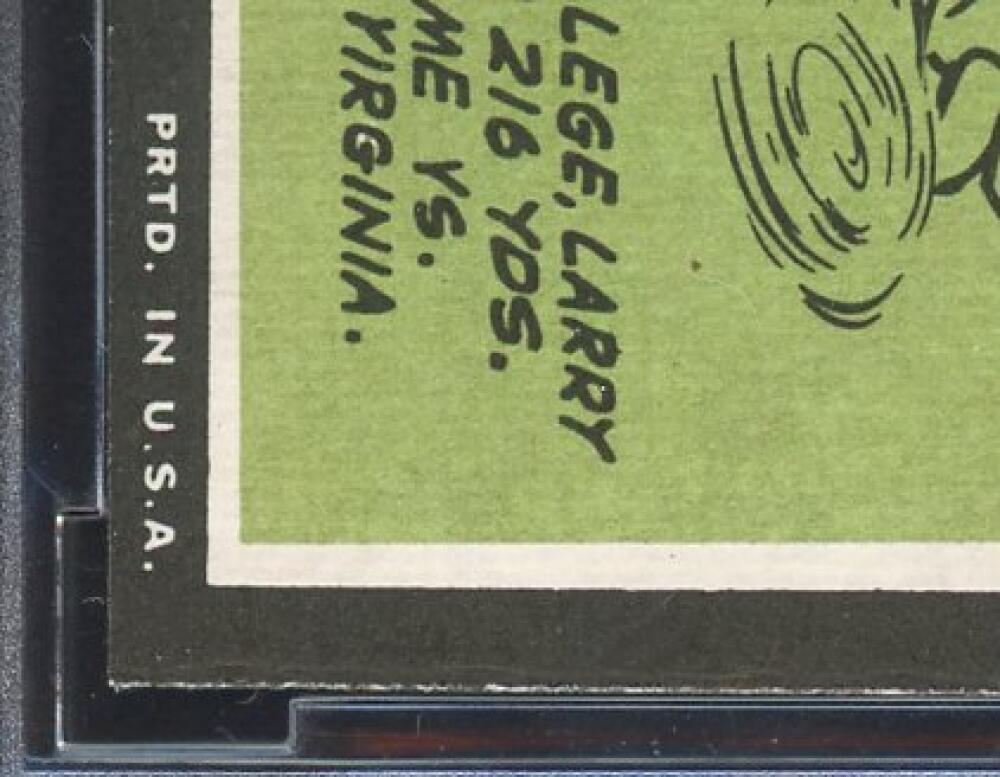 LEGE, LARRY
216 YDS.
ME VS.
VIRGINIA.
PRTD. IN U.S.A.